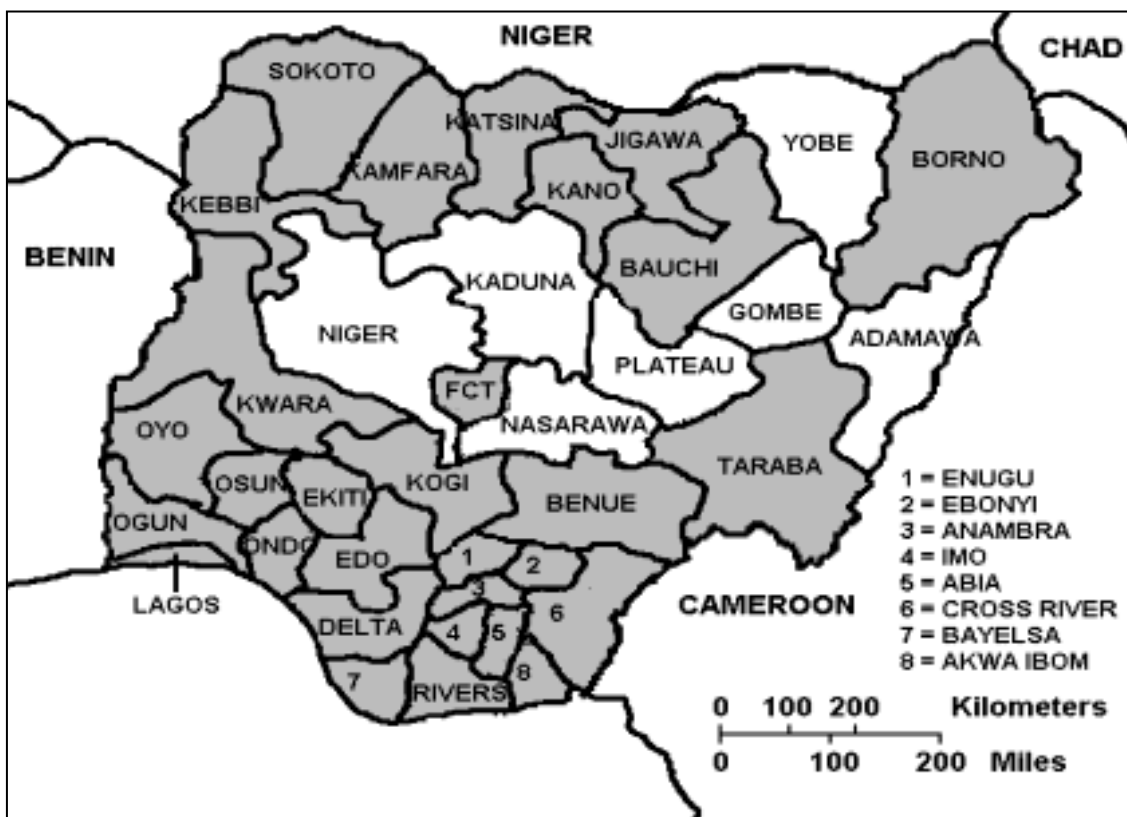 NIGER
CHAD
SOKOTO
KATSINA
JIGAWA
YOBE
BORNO
KAMFARA
KANO
KEBBI
BENIN
BAUCHI
KADUNA
GOMBE
NIGER
ADAMAWA
PLATEAU
FCT
KWARA
NASARAWA
OYO
TARABA
KOGI
OSUN
EKITI
BENUE
OGUN
ONDO
EDO
1
2
3
LAGOS
CAMEROON
6
DELTA
4
5
8
7
RIVERS
1 = ENUGU
2 = EBONYI
3 = ANAMBRA
4 = IMO
5 = ABIA
6 = CROSS RIVER
7 = BAYELSA
8 = AKWA IBOM
0 100 200 Kilometers
0 100 200 Miles